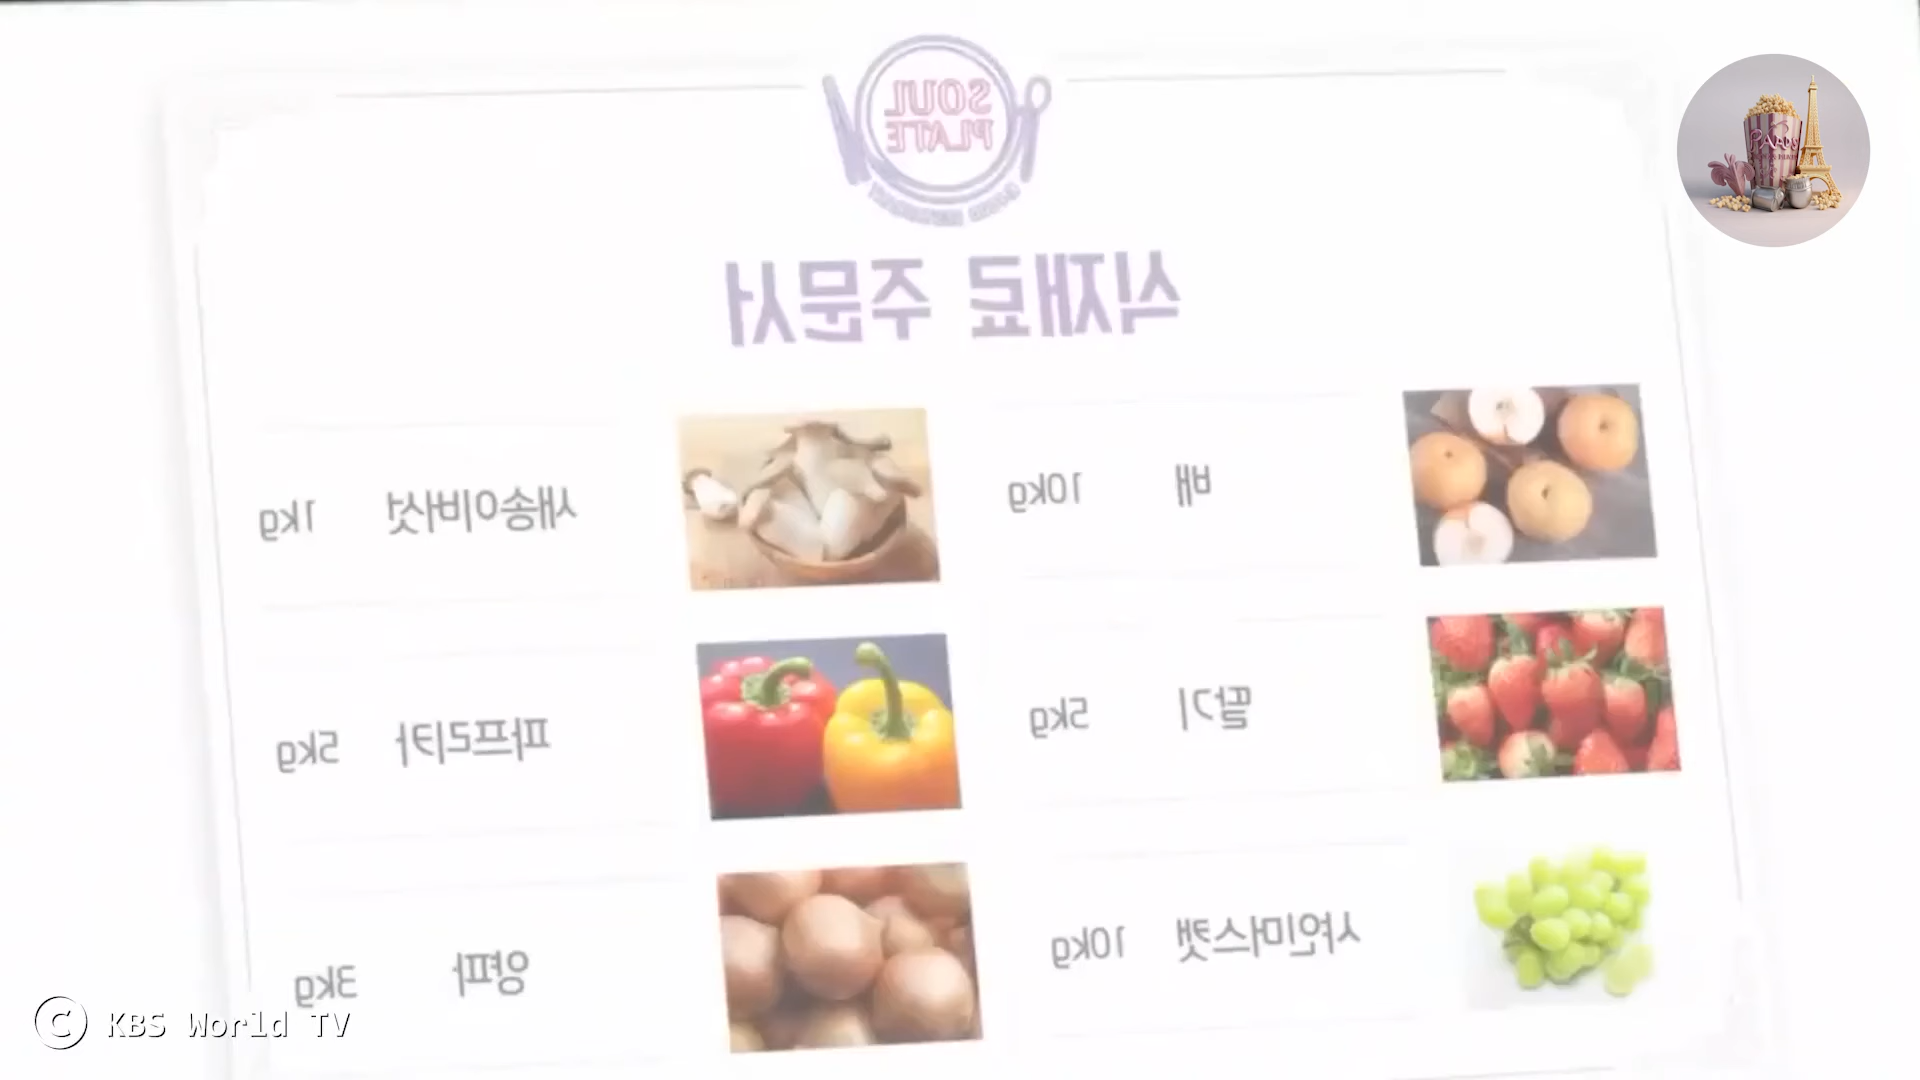 SOUL
PLATE
식재료 주문서
배 10kg
새송이버섯 1kg
딸기 5kg
파프리카 5kg
샤인머스캣 10kg
양파 3kg
© KBS World TV